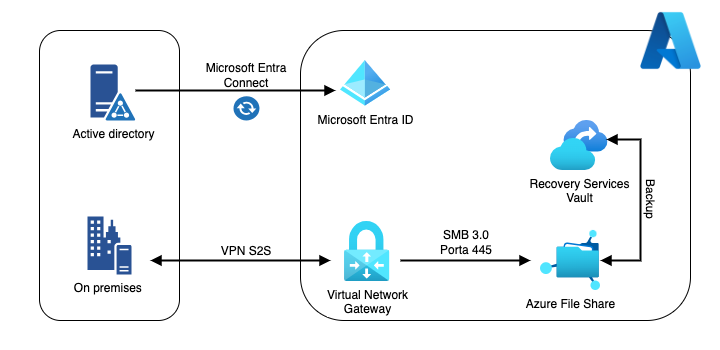 Microsoft Entra
Connect
Active directory
Microsoft Entra ID
Recovery Services
Vault
Backup
VPN S2S
SMB 3.0
Porta 445
On premises
Virtual Network
Gateway
Azure File Share